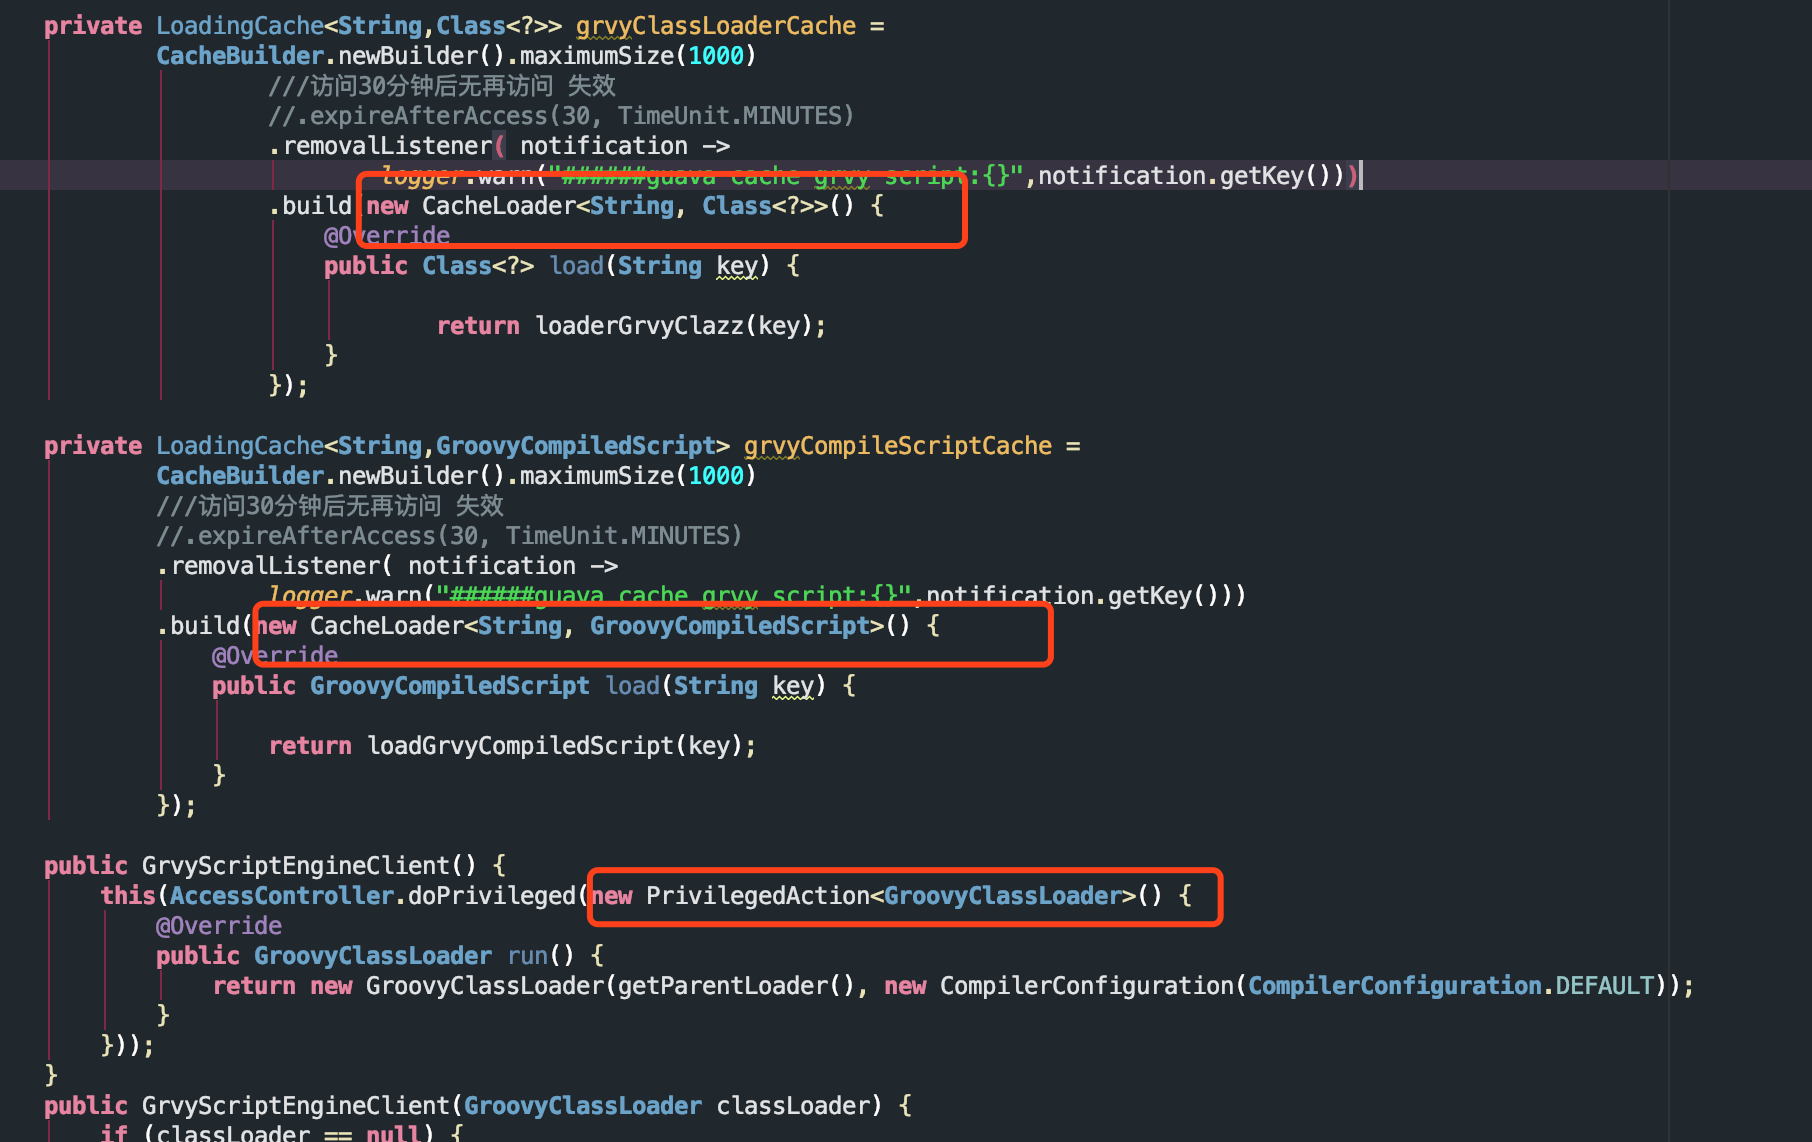 private LoadingCache<String,Class<?>> grvyClassLoaderCache =
CacheBuilder.newBuilder().maximumSize(1000)
///访问30分钟后无再访问 失效
//.expireAfterAccess(30, TimeUnit.MINUTES)
.removalListener( notification ->
logger.warn("######guava cache grvy script:{}",notification.getKey()))
.build(new CacheLoader<String, Class<?>>() {
@Override
public Class<?> load(String key) {
return loaderGrvyClazz(key);
}
});
private LoadingCache<String,GroovyCompiledScript> grvyCompileScriptCache =
CacheBuilder.newBuilder().maximumSize(1000)
///访问30分钟后无再访问 失效
//.expireAfterAccess(30, TimeUnit.MINUTES)
.removalListener( notification ->
logger.warn("######guava cache grvy script:{}",notification.getKey()))
.build(new CacheLoader<String, GroovyCompiledScript>() {
@Override
public GroovyCompiledScript load(String key) {
return loadGrvyCompiledScript(key);
}
});
public GrvyScriptEngineClient() {
this(AccessController.doPrivileged(new PrivilegedAction<GroovyClassLoader>() {
@Override
public GroovyClassLoader run() {
return new GroovyClassLoader(getParentLoader(), new CompilerConfiguration(CompilerConfiguration.DEFAULT));
}
}));
}
public GrvyScriptEngineClient(GroovyClassLoader classLoader) {
if (classLoader == null) {